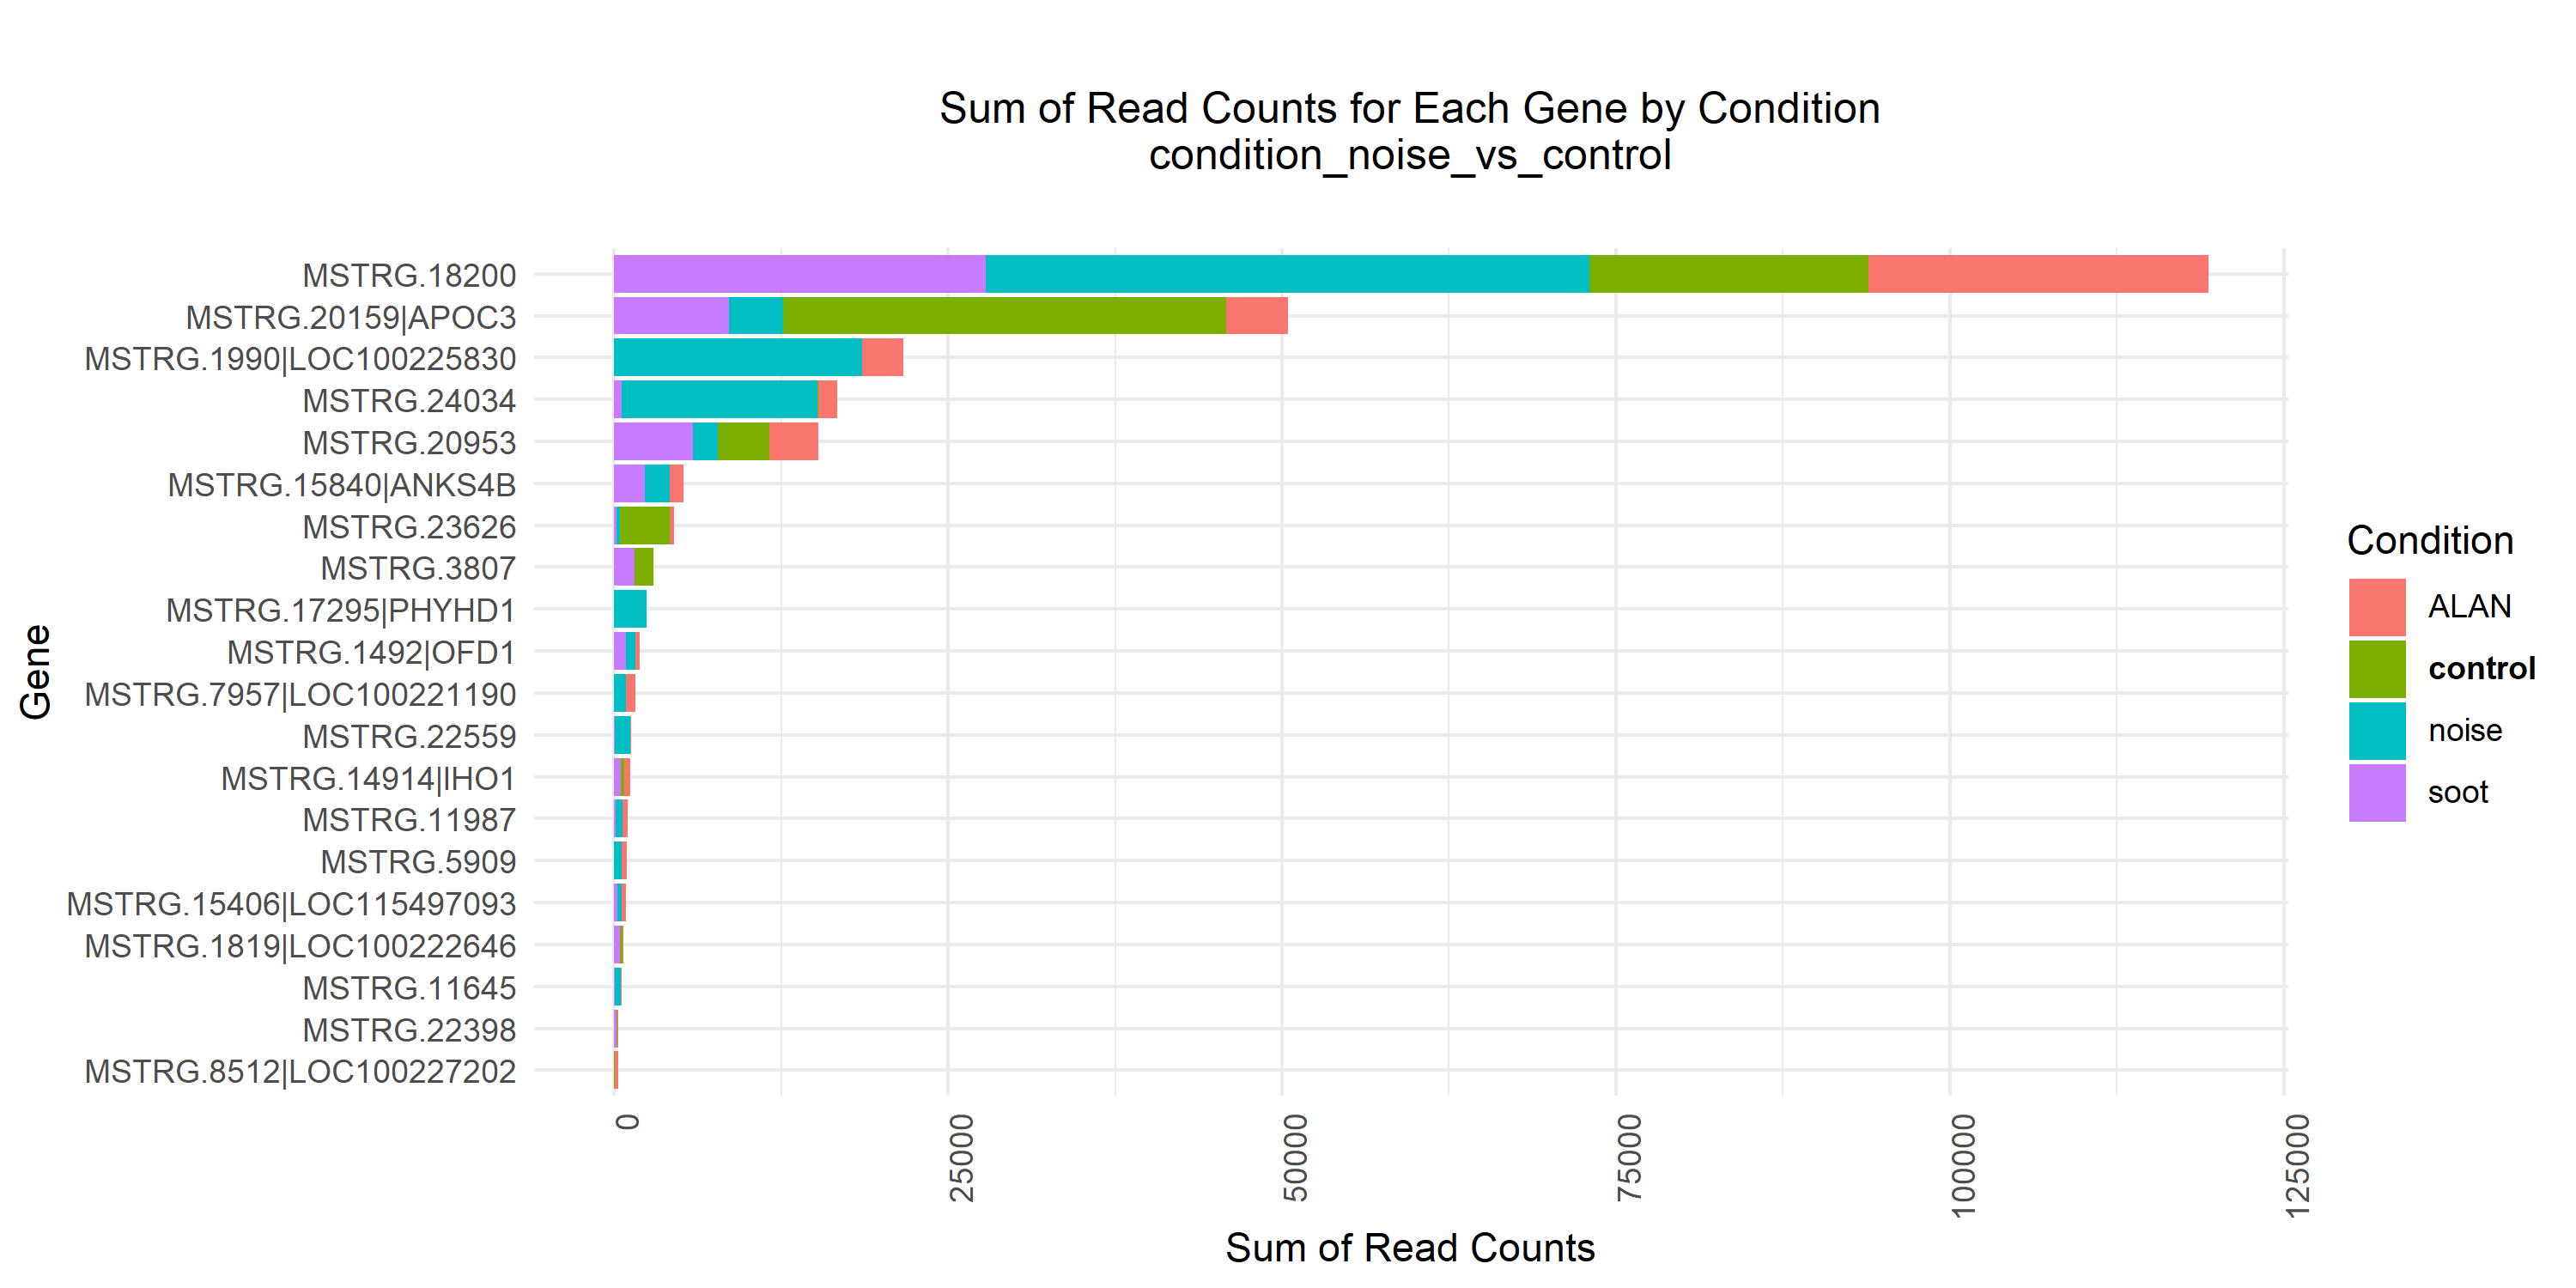 Sum of Read Counts for Each Gene by Condition
condition_noise_vs_control
Gene
MSTRG.18200
MSTRG.20159|APOC3
MSTRG.1990|LOC100225830
MSTRG.24034
MSTRG.20953
MSTRG.15840|ANKS4B
MSTRG.23626
MSTRG.3807
MSTRG.17295|PHYHD1
MSTRG.1492|OFD1
MSTRG.7957|LOC100221190
MSTRG.22559
MSTRG.14914|IHO1
MSTRG.11987
MSTRG.5909
MSTRG.15406|LOC115497093
MSTRG.1819|LOC100222646
MSTRG.11645
MSTRG.22398
MSTRG.8512|LOC100227202
0
25000
50000
75000
100000
125000
Sum of Read Counts
Condition
ALAN
control
noise
soot